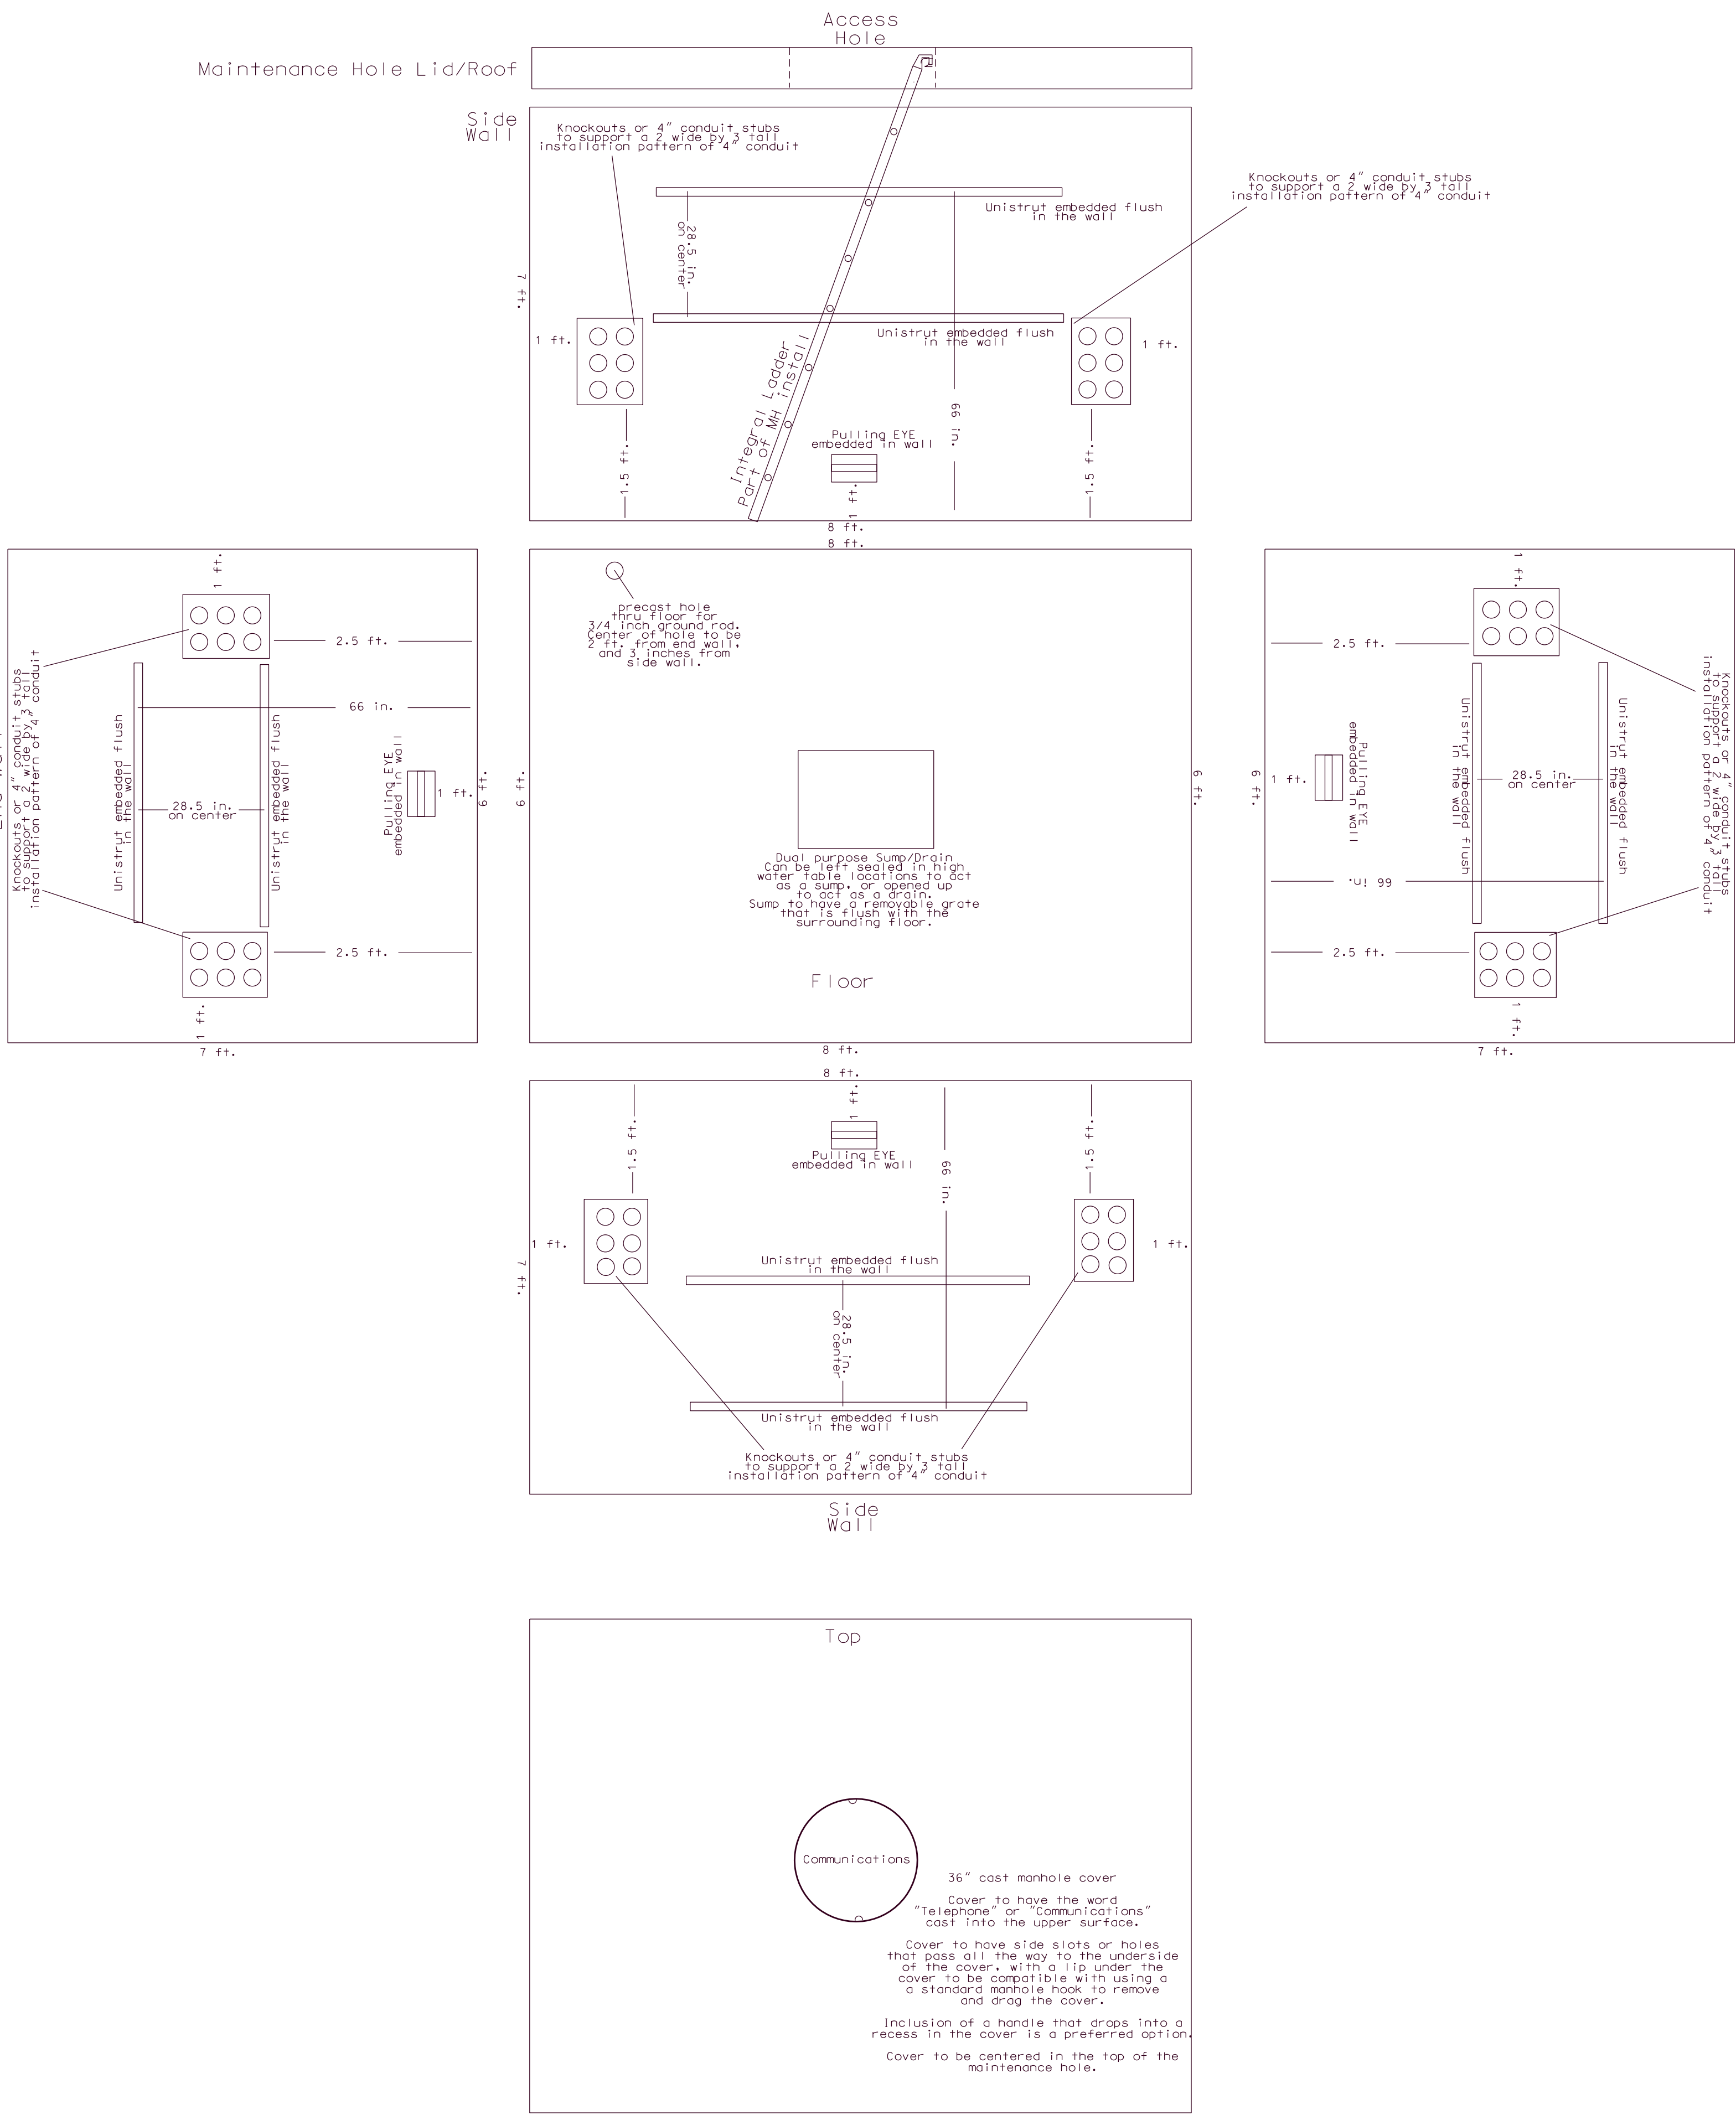 Access
Hole
Maintenance Hole Lid/Roof
Side
Wall
Knockouts or 4" conduit stubs
to support a 2 wide by 3 tall
installation pattern of 4" conduit
Knockouts or 4" conduit stubs
to support a 2 wide by 3 tall
installation pattern of 4" conduit
Unistrut embedded flush
in the wall
28.5 in.
on center
7 ft.
Unistrut embedded flush
in the wall
1 ft.
1 ft.
Integral Ladder
Part of MH install
66 in.
Pulling EYE
embedded in wall
1.5 ft.
1 ft.
1.5 ft.
8 ft.
8 ft.
1 ft.
2.5 ft.
Knockouts or 4" conduit stubs
to support a 2 wide by 3 tall
installation pattern of 4" conduit
66 in.
Unistrut embedded flush
in the wall
28.5 in.
on center
Unistrut embedded flush
in the wall
Pulling EYE
embedded in wall
1 ft.
6 ft.
2.5 ft.
1 ft.
7 ft.
precast hole
thru floor for
3/4 inch ground rod.
Center of hole to be
2 ft. from end wall,
and 3 inches from
side wall.
6 ft.
6 ft.
Dual purpose Sump/Drain
Can be left sealed in high
water table locations to act
as a sump, or opened up
to act as a drain.
Sump to have a removable grate
that is flush with the
surrounding floor.
Floor
8 ft.
1 ft.
2.5 ft.
6 ft.
1 ft.
Pulling EYE
embedded in wall
Unistrut embedded flush
in the wall
28.5 in.
on center
Unistrut embedded flush
in the wall
Knockouts or 4" conduit stubs
to support a 2 wide by 3 tall
installation pattern of 4" conduit
66 in.
2.5 ft.
1 ft.
7 ft.
8 ft.
1.5 ft.
1 ft.
1.5 ft.
Pulling EYE
embedded in wall
66 in.
1 ft.
1 ft.
7 ft.
Unistrut embedded flush
in the wall
28.5 in.
on center
Unistrut embedded flush
in the wall
Knockouts or 4" conduit stubs
to support a 2 wide by 3 tall
installation pattern of 4" conduit
Side
Wall
Top
Communications
36" cast manhole cover
Cover to have the word
"Telephone" or "Communications"
cast into the upper surface.
Cover to have side slots or holes
that pass all the way to the underside
of the cover, with a lip under the
cover to be compatible with using a
a standard manhole hook to remove
and drag the cover.
Inclusion of a handle that drops into a
recess in the cover is a preferred option.
Cover to be centered in the top of the
maintenance hole.